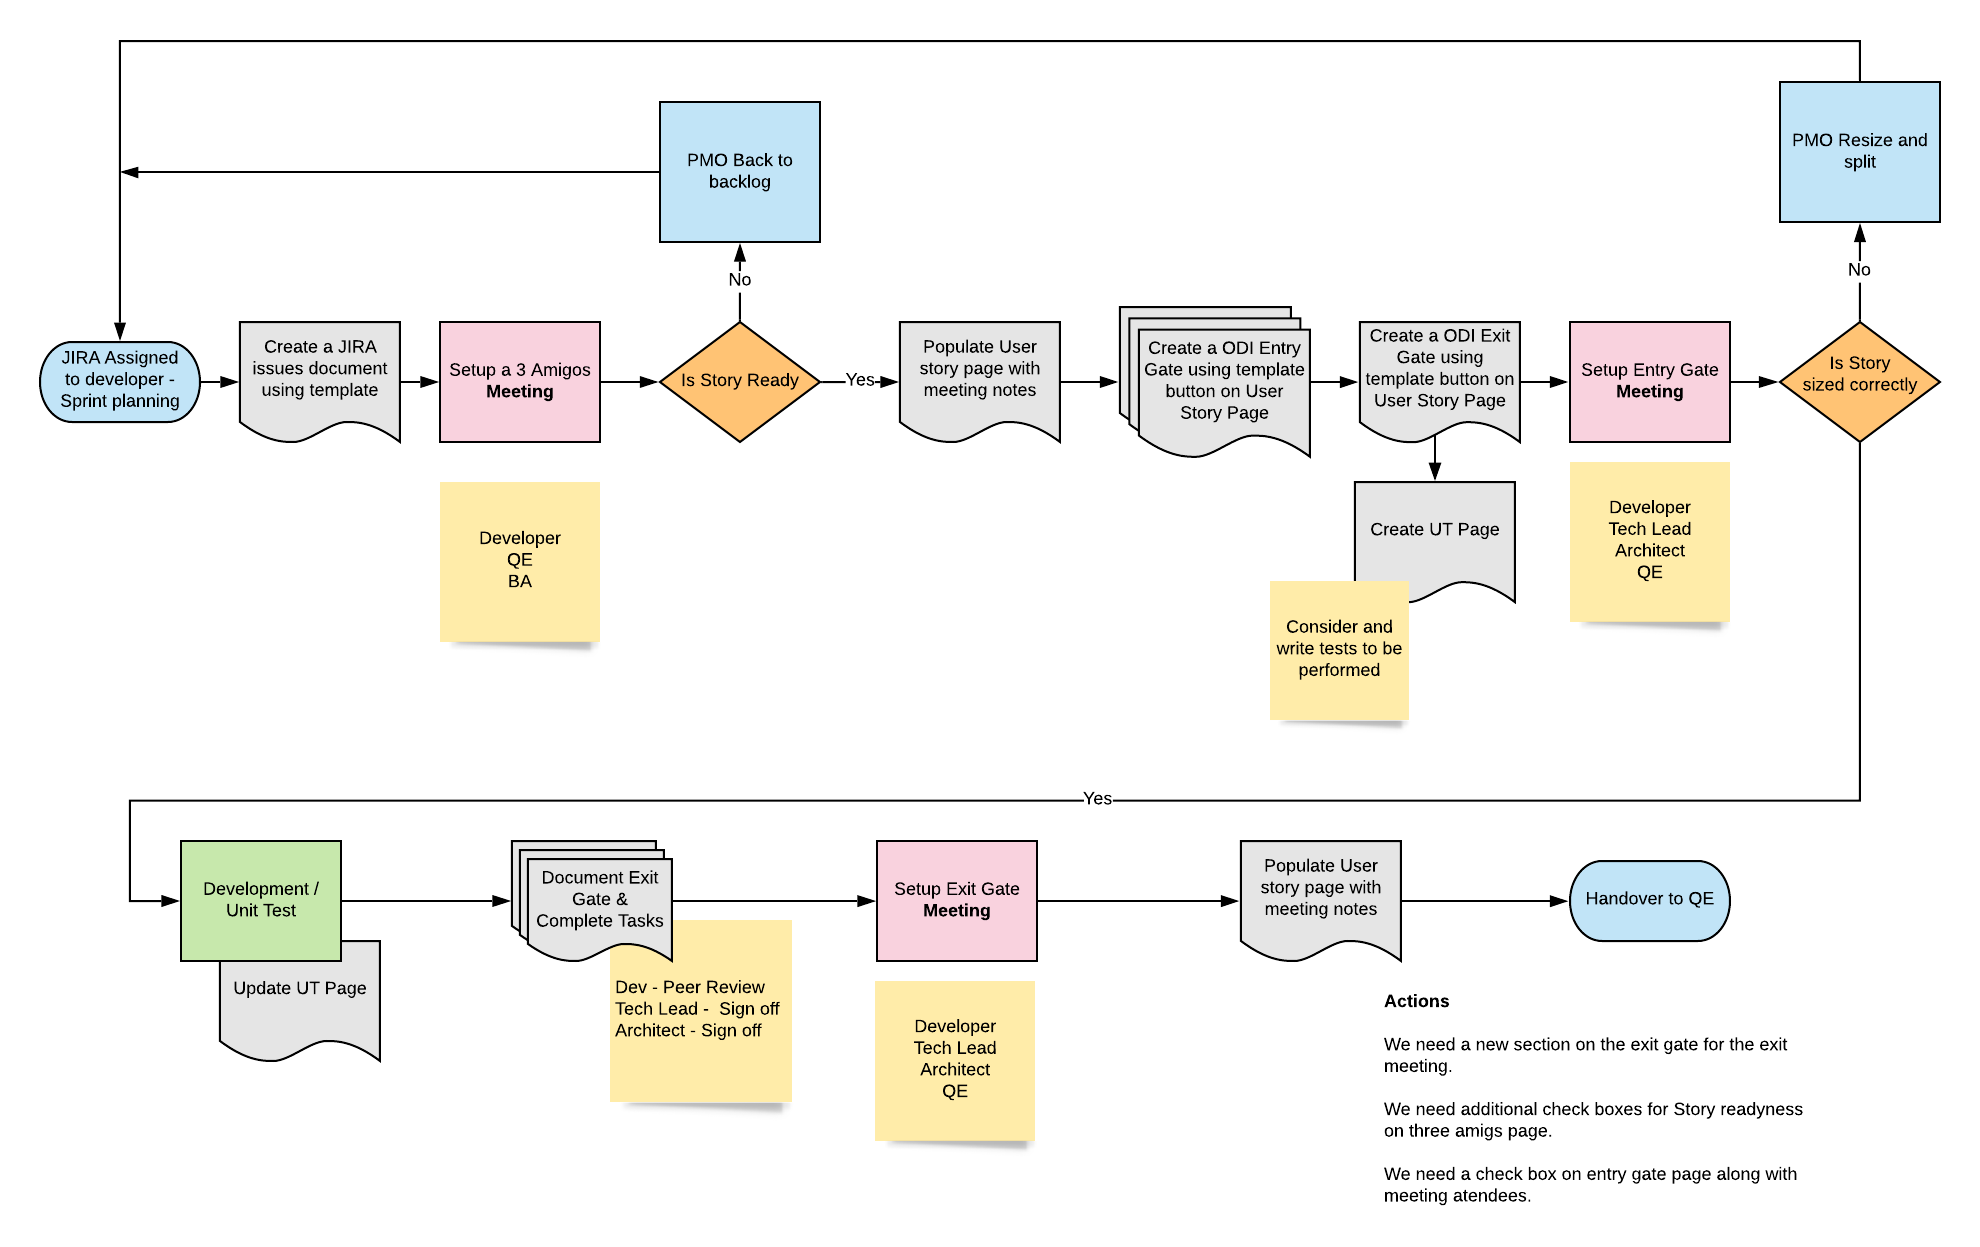 PMO Resize and
split
PMO Back to
backlog
No
No
JIRA Assigned
to developer -
Sprint planning
Create a JIRA
issues document
using template
Setup a 3 Amigos
Meeting
Is Story Ready
Yes
Populate User
story page with
meeting notes
Create a ODI Entry
Gate using template
button on User
Story Page
Create a ODI Exit
Gate using
template button on
User Story Page
Setup Entry Gate
Meeting
Is Story
sized correctly
Developer
QE
BA
Create UT Page
Consider and
write tests to be
performed
Developer
Tech Lead
Architect
QE
Yes
Development /
Unit Test
Update UT Page
Document Exit
Gate &
Complete Tasks
Dev - Peer Review
Tech Lead -  Sign off
Architect - Sign off
Setup Exit Gate
Meeting
Developer
Tech Lead
Architect
QE
Populate User
story page with
meeting notes
Handover to QE
Actions
We need a new section on the exit gate for the exit
meeting.
We need additional check boxes for Story readyness
on three amigs page.
We need a check box on entry gate page along with
meeting atendees.